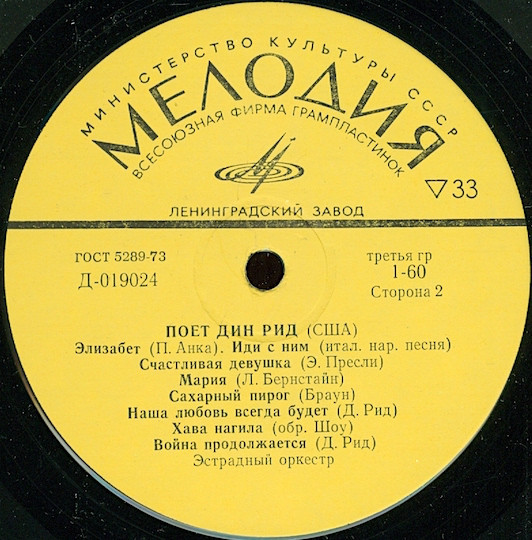 МИНИСТЕРСТВО КУЛЬТУРЫ СССР
МЕЛОДИЯ
ВСЕСОЮЗНАЯ ФИРМА ГРАМПЛАСТИНОК
▽33
ЛЕНИНГРАДСКИЙ ЗАВОД
ГОСТ 5289-73
третья гр
Д-019024
1-60
Сторона 2
ПОЕТ ДИН РИД (США)
Элизабет (П. Анка). Иди с ним (итал. нар. песня)
Счастливая девушка (Э. Пресли)
Мария (Л. Бернстайн)
Сахарный пирог (Браун)
Наша любовь всегда будет (Д. Рид)
Хава нагила (обр. Шоу)
Война продолжается (Д. Рид)
Эстрадный оркестр